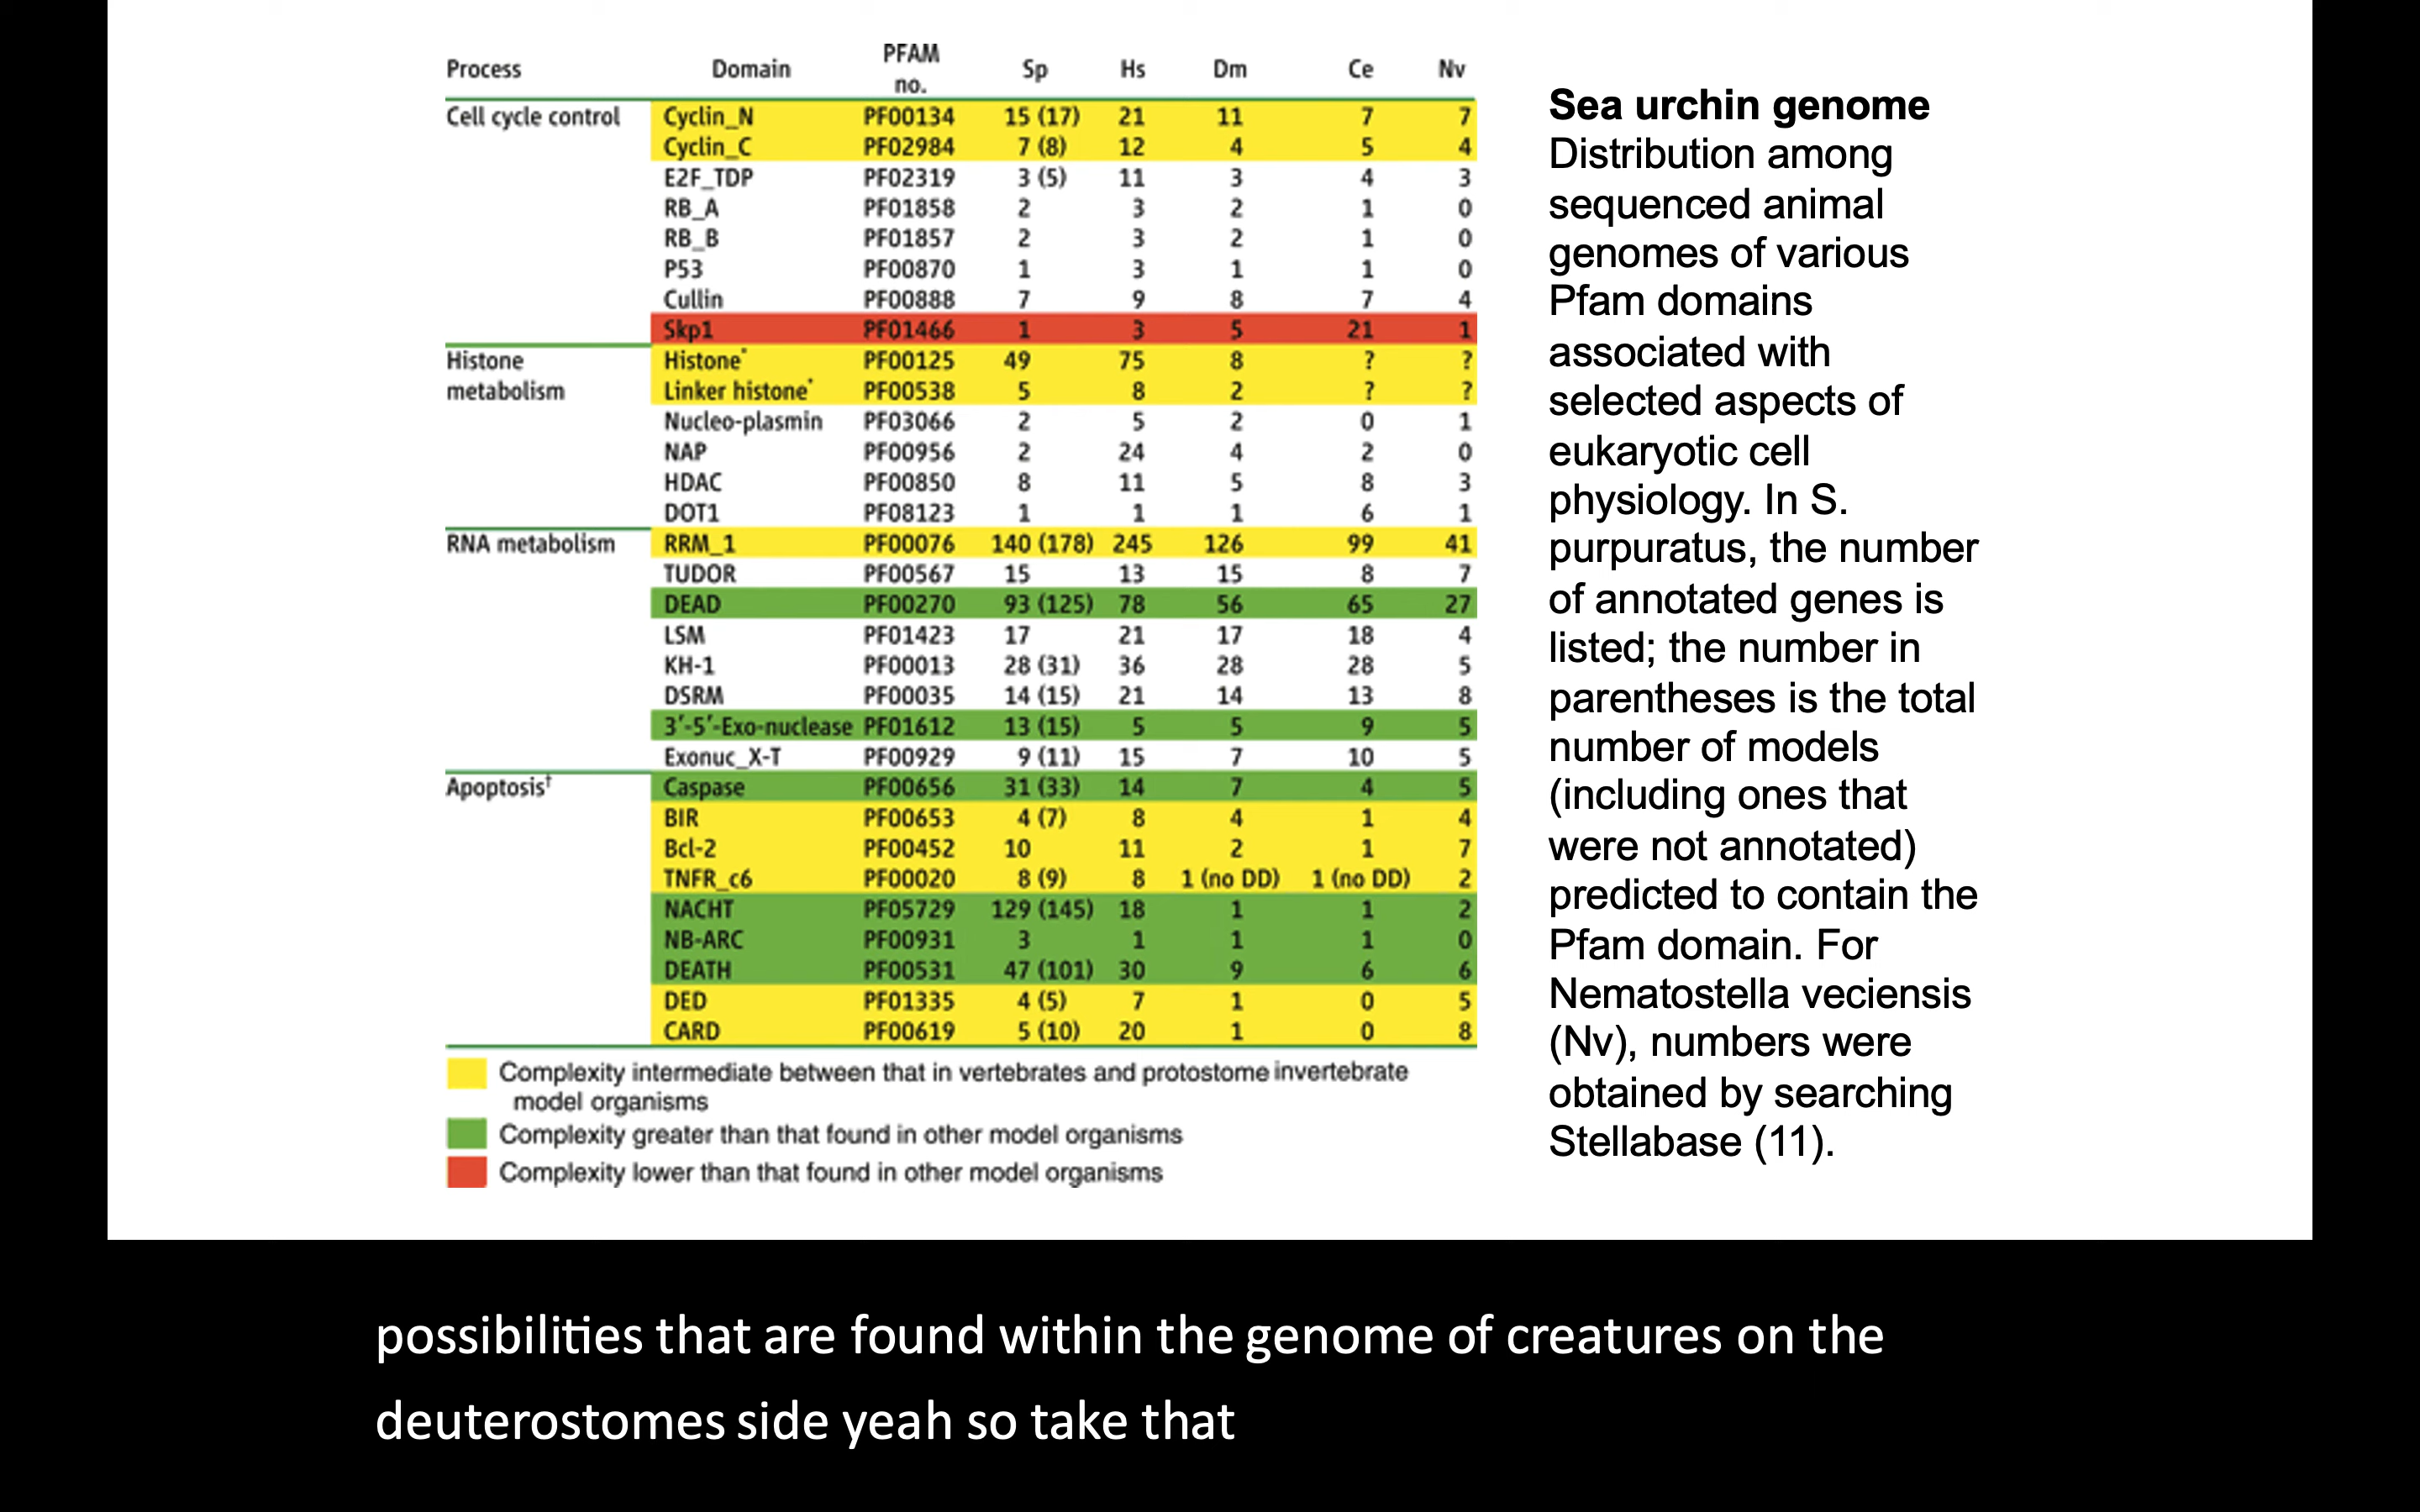 Process Domain PFAM no. Sp Hs Dm Ce Nv
Cell cycle control Cyclin_N PF00134 15 (17) 21 11 7 7
Cyclin_C PF02984 7 (8) 12 4 5 4
E2F_TDP PF02319 3 (5) 11 3 4 3
RB_A PF01858 2 3 2 1 0
RB_B PF01857 2 3 2 1 0
P53 PF00870 1 3 1 1 0
Cullin PF00888 7 9 8 7 4
Skp1 PF01466 1 3 5 21 1
Histone metabolism Histone* PF00125 49 75 8 ? ?
Linker histone* PF00538 5 8 2 ? ?
Nucleo-plasmin PF03066 2 5 2 0 1
NAP PF00956 2 24 4 2 0
HDAC PF00850 8 11 5 8 3
DOT1 PF08123 1 1 1 6 1
RNA metabolism RRM_1 PF00076 140 (178) 245 126 99 41
TUDOR PF00567 15 13 15 8 7
DEAD PF00270 93 (125) 78 56 65 27
LSM PF01423 17 21 17 18 4
KH-1 PF00013 28 (31) 36 28 28 5
DSRM PF00035 14 (15) 21 14 13 8
3′-5′-Exo-nuclease PF01612 13 (15) 5 5 9 5
Exonuc_X-T PF00929 9 (11) 15 7 10 5
Apoptosis† Caspase PF00656 31 (33) 14 7 4 5
BIR PF00653 4 (7) 8 4 1 4
Bcl-2 PF00452 10 11 2 1 7
TNFR_c6 PF00020 8 (9) 8 1 (no DD) 1 (no DD) 2
NACHT PF05729 129 (145) 18 1 1 2
NB-ARC PF00931 3 1 1 1 0
DEATH PF00531 47 (101) 30 9 6 6
DED PF01335 4 (5) 7 1 0 5
CARD PF00619 5 (10) 20 1 0 8
Complexity intermediate between that in vertebrates and protostome invertebrate
model organisms
Complexity greater than that found in other model organisms
Complexity lower than that found in other model organisms
Sea urchin genome
Distribution among
sequenced animal
genomes of various
Pfam domains
associated with
selected aspects of
eukaryotic cell
physiology. In S.
purpuratus, the number
of annotated genes is
listed; the number in
parentheses is the total
number of models
(including ones that
were not annotated)
predicted to contain the
Pfam domain. For
Nematostella veciensis
(Nv), numbers were
obtained by searching
Stellabase (11).
possibilities that are found within the genome of creatures on the
deuterostomes side yeah so take that